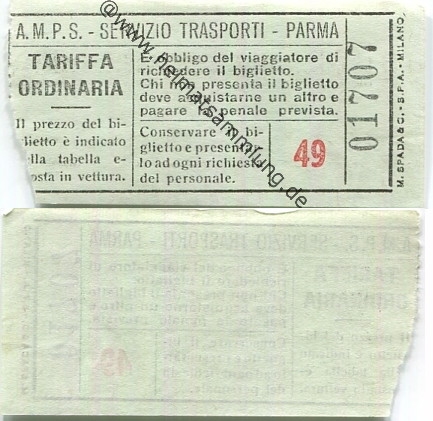 A.M.P.S. - SERVIZIO TRASPORTI - PARMA
TARIFFA
ORDINARIA
Il prezzo del bi-
glietto è indicato
nella tabella e-
posta in vettura.
È obbligo del viaggiatore di
richiedere il biglietto.
Chi non presenta il biglietto
deve acquistarne un altro e
pagare la penale prevista.
Conservare il bi-
glietto e presentar-
lo ad ogni richiesta
del personale.
49
01707
M. SPADA & C. - S.P.A. - MILANO
© www.heimatsammlung.de